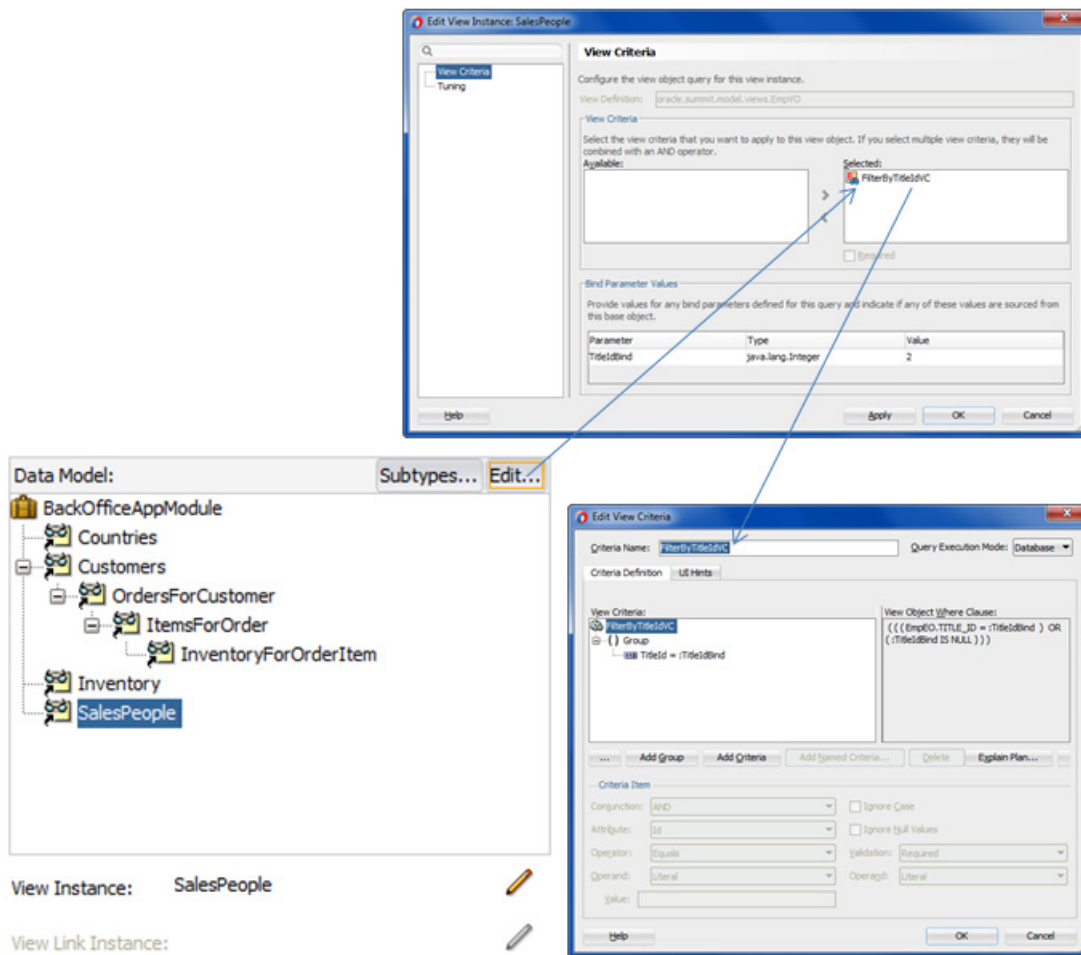 Edit View Instance: SalesPeople
View Criteria
Tuning
View Criteria
Configure the view object query for this view instance.
View Definition: oracle.summit.model.views.EmpVO
View Criteria
Select the view criteria that you want to apply to this view object. If you select multiple view criteria, they will be
combined with an AND operator.
Available:
Selected:
FilterByTitleIdVC
Required
Bind Parameter Values
Provide values for any bind parameters defined for this query and indicate if any of these values are sourced from
this base object.
Parameter Type Value
TitleIdBind java.lang.Integer 2
Help Apply OK Cancel
Data Model: Subtypes... Edit...
BackOfficeAppModule
Countries
Customers
OrdersForCustomer
ItemsForOrder
InventoryForOrderItem
Inventory
SalesPeople
View Instance: SalesPeople
View Link Instance:
Edit View Criteria
Criteria Name: FilterByTitleIdVC Query Execution Mode: Database
Criteria Definition UI Hints
View Criteria:
FilterByTitleIdVC
( ) Group
TitleId = :TitleIdBind
View Object Where Clause:
( ( ( (EmpEO.TITLE_ID = :TitleIdBind ) OR
( :TitleIdBind IS NULL ) ) )
... Add Group Add Criteria Add Named Criteria... Delete Explain Plan...
Criteria Item
Conjunction: AND Ignore Case
Attribute: Id Ignore Null Values
Operator: Equals Validation: Required
Operand: Literal Operand: Literal
Value:
Help OK Cancel